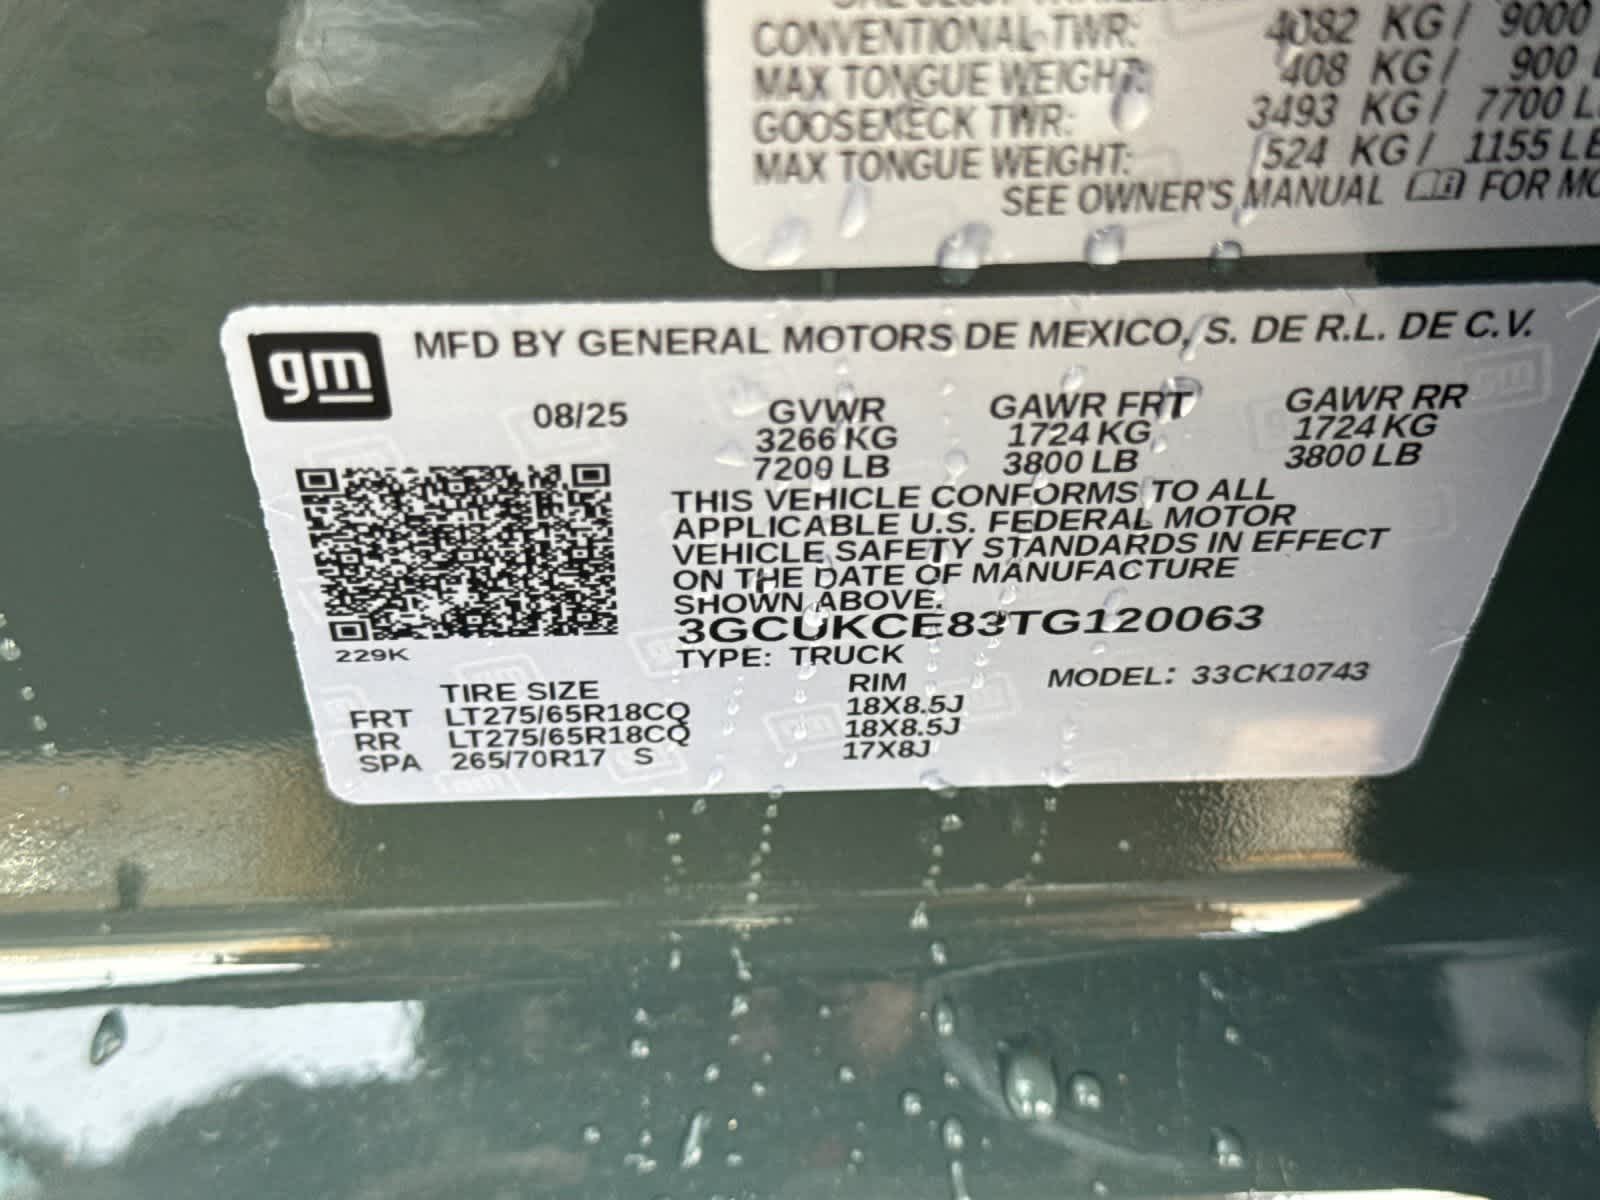 CONVENTIONAL TWR: 4082 KG / 9000
MAX TONGUE WEIGHT: 408 KG / 900
GOOSENECK TWR: 3493 KG / 7700
MAX TONGUE WEIGHT: 524 KG / 1155 LB
SEE OWNER'S MANUAL FOR
gm
MFD BY GENERAL MOTORS DE MEXICO, S. DE R.L. DE C.V.
08/25 GVWR GAWR FRT GAWR RR
3266 KG 1724 KG 1724 KG
7200 LB 3800 LB 3800 LB
THIS VEHICLE CONFORMS TO ALL
APPLICABLE U.S. FEDERAL MOTOR
VEHICLE SAFETY STANDARDS IN EFFECT
ON THE DATE OF MANUFACTURE
SHOWN ABOVE.
3GCUKCE83TG120063
229K
TYPE: TRUCK MODEL: 33CK10743
TIRE SIZE RIM
FRT LT275/65R18CQ 18X8.5J
RR LT275/65R18CQ 18X8.5J
SPA 265/70R17 S 17X8J